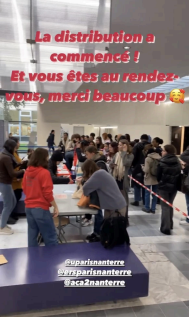 La distribution a
commencé !
Et vous êtes au rendez-
vous, merci beaucoup 🥰
@uparisnanterre
@ersparisnanterre
@aca2nanterre